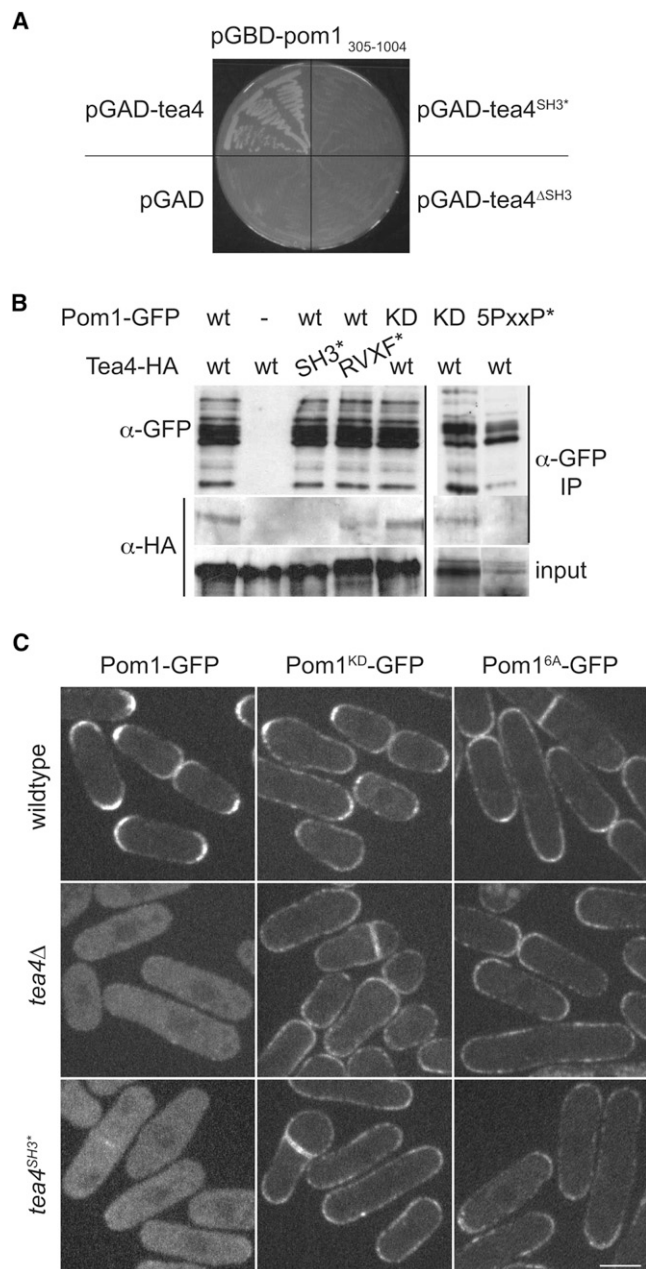 A
pGBD-pom1 305-1004
pGAD-tea4 pGAD-tea4SH3*
pGAD pGAD-tea4ΔSH3
B
Pom1-GFP wt - wt wt KD KD 5PxxP*
Tea4-HA wt wt SH3* RVXF* wt wt wt
α-GFP α-GFP
IP
α-HA
input
C
Pom1-GFP Pom1KD-GFP Pom16A-GFP
wildtype
tea4Δ
tea4SH3*